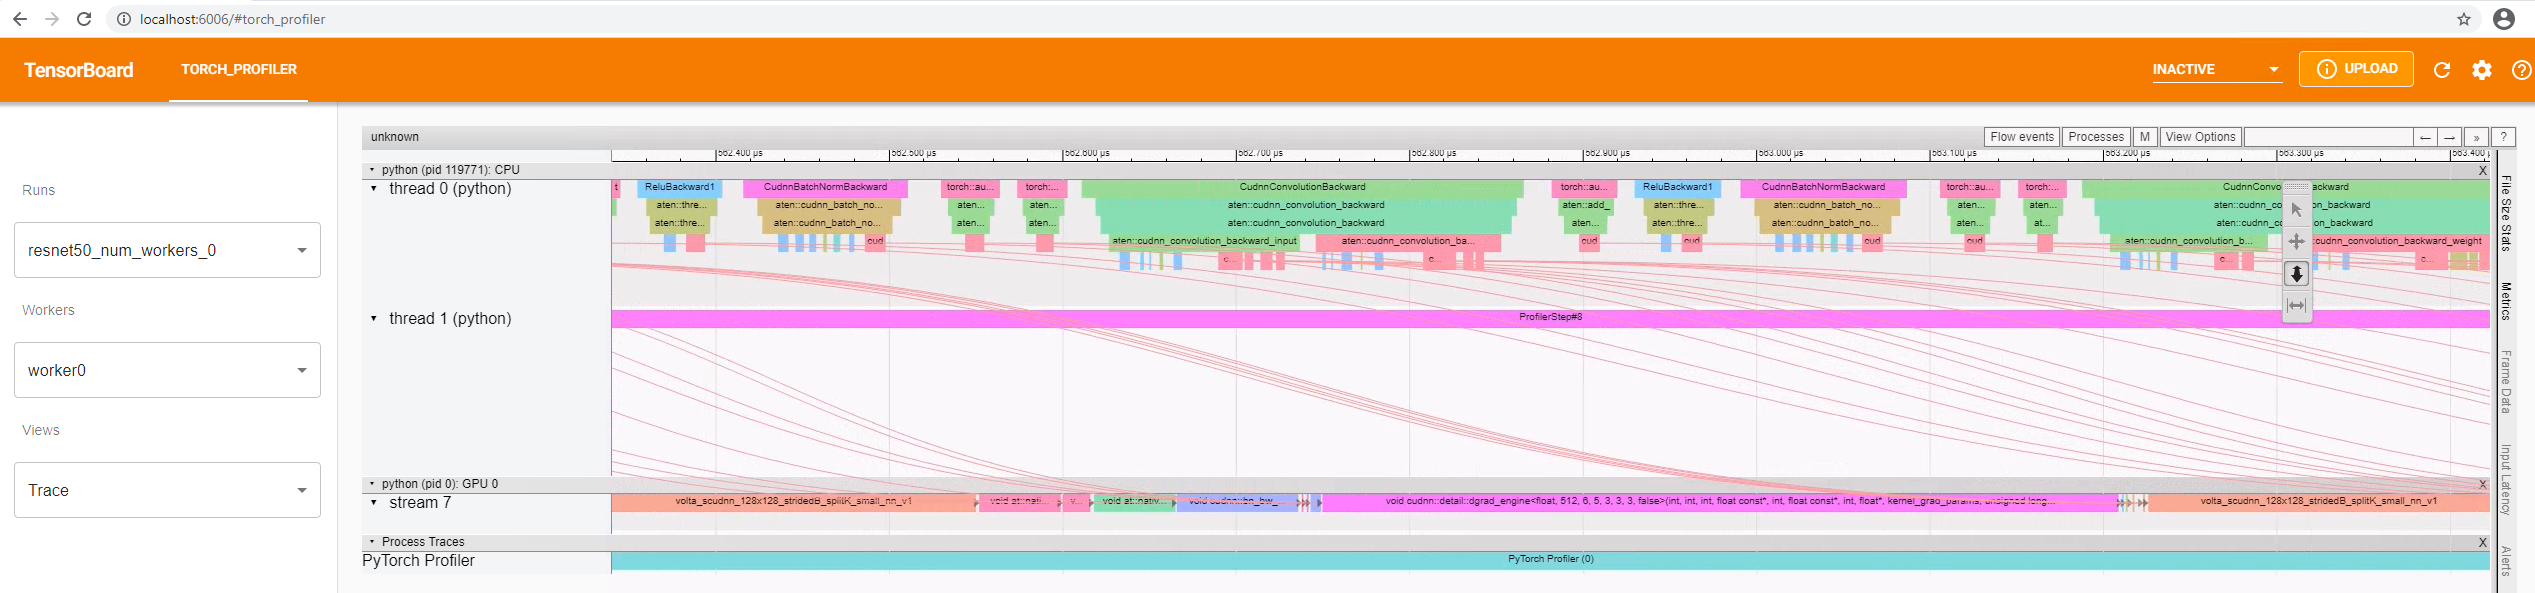 localhost:6006/#torch_profiler
TensorBoard TORCH_PROFILER INACTIVE UPLOAD
Runs
resnet50_num_workers_0
Workers
worker0
Views
Trace
unknown Flow events Processes M View Options ← → » ?
562.400 µs 562.500 µs 562.600 µs 562.700 µs 562.800 µs 562.900 µs 563.000 µs 563.100 µs 563.200 µs 563.300 µs 563.400 µ
python (pid 119771): CPU X
thread 0 (python) t ReluBackward1 CudnnBatchNormBackward torch::au... torch:... CudnnConvolutionBackward torch::au... ReluBackward1 CudnnBatchNormBackward torch::au... torch:... CudnnConvo ackward
aten::thre... aten::cudnn_batch_no... aten... aten... aten::cudnn_convolution_backward aten::add_ aten::thre... aten::cudnn_batch_no... aten... aten... aten::cudnn_co _backward
aten::thre... aten::cudnn_batch_no... aten... aten... aten::cudnn_convolution_backward aten... aten::thre... aten::cudnn_batch_no... aten... at... aten::cudnn_co _backward
cud aten::cudnn_convolution_backward_input aten::cudnn_convolution_ba... cud cud cud cud aten::cudnn_convolution_b... :cudnn_convolution_backward_weight
c... c... c... c...
thread 1 (python) ProfilerStep#8
python (pid 0): GPU 0 X
stream 7 volta_scudnn_128x128_stridedB_splitK_small_nn_v1 void at::nati... v... void at::nativ... void cudnn::bn_bw_... void cudnn::detail::dgrad_engine<float, 512, 6, 5, 3, 3, 3, false>(int, int, int, float const*, int, float const*, int, float*, kernel_grad_params, unsigned long... volta_scudnn_128x128_stridedB_splitK_small_nn_v1
Process Traces X
PyTorch Profiler PyTorch Profiler (0)
File Size Stats
Metrics
Frame Data
Input Latency
Alerts